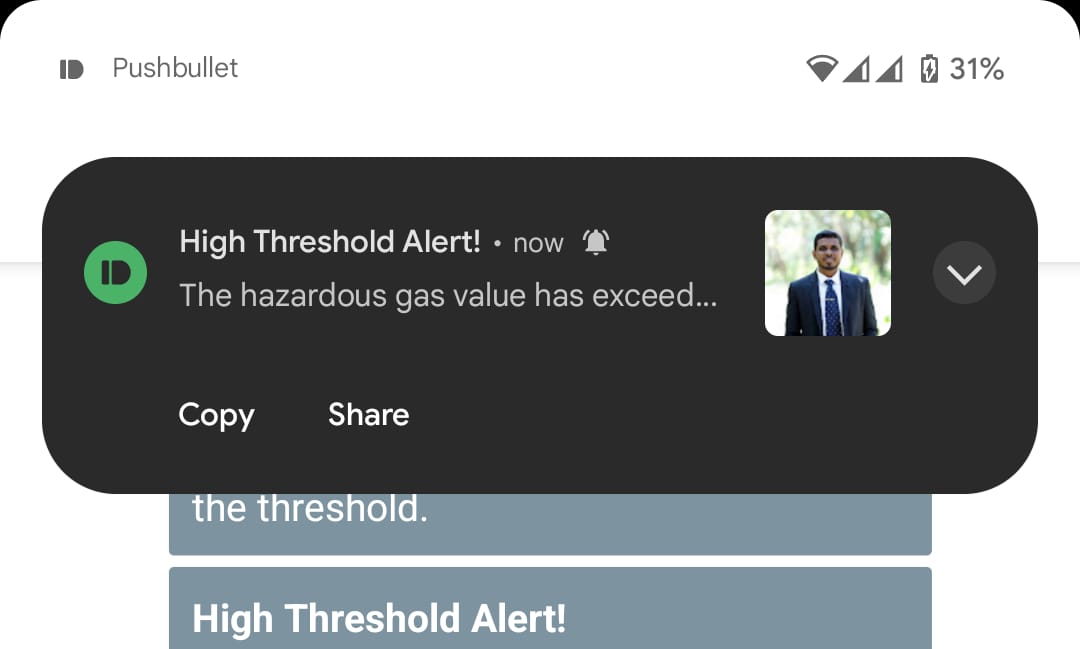 Pushbullet 31%
High Threshold Alert! • now
The hazardous gas value has exceed...
Copy Share
the threshold.
High Threshold Alert!